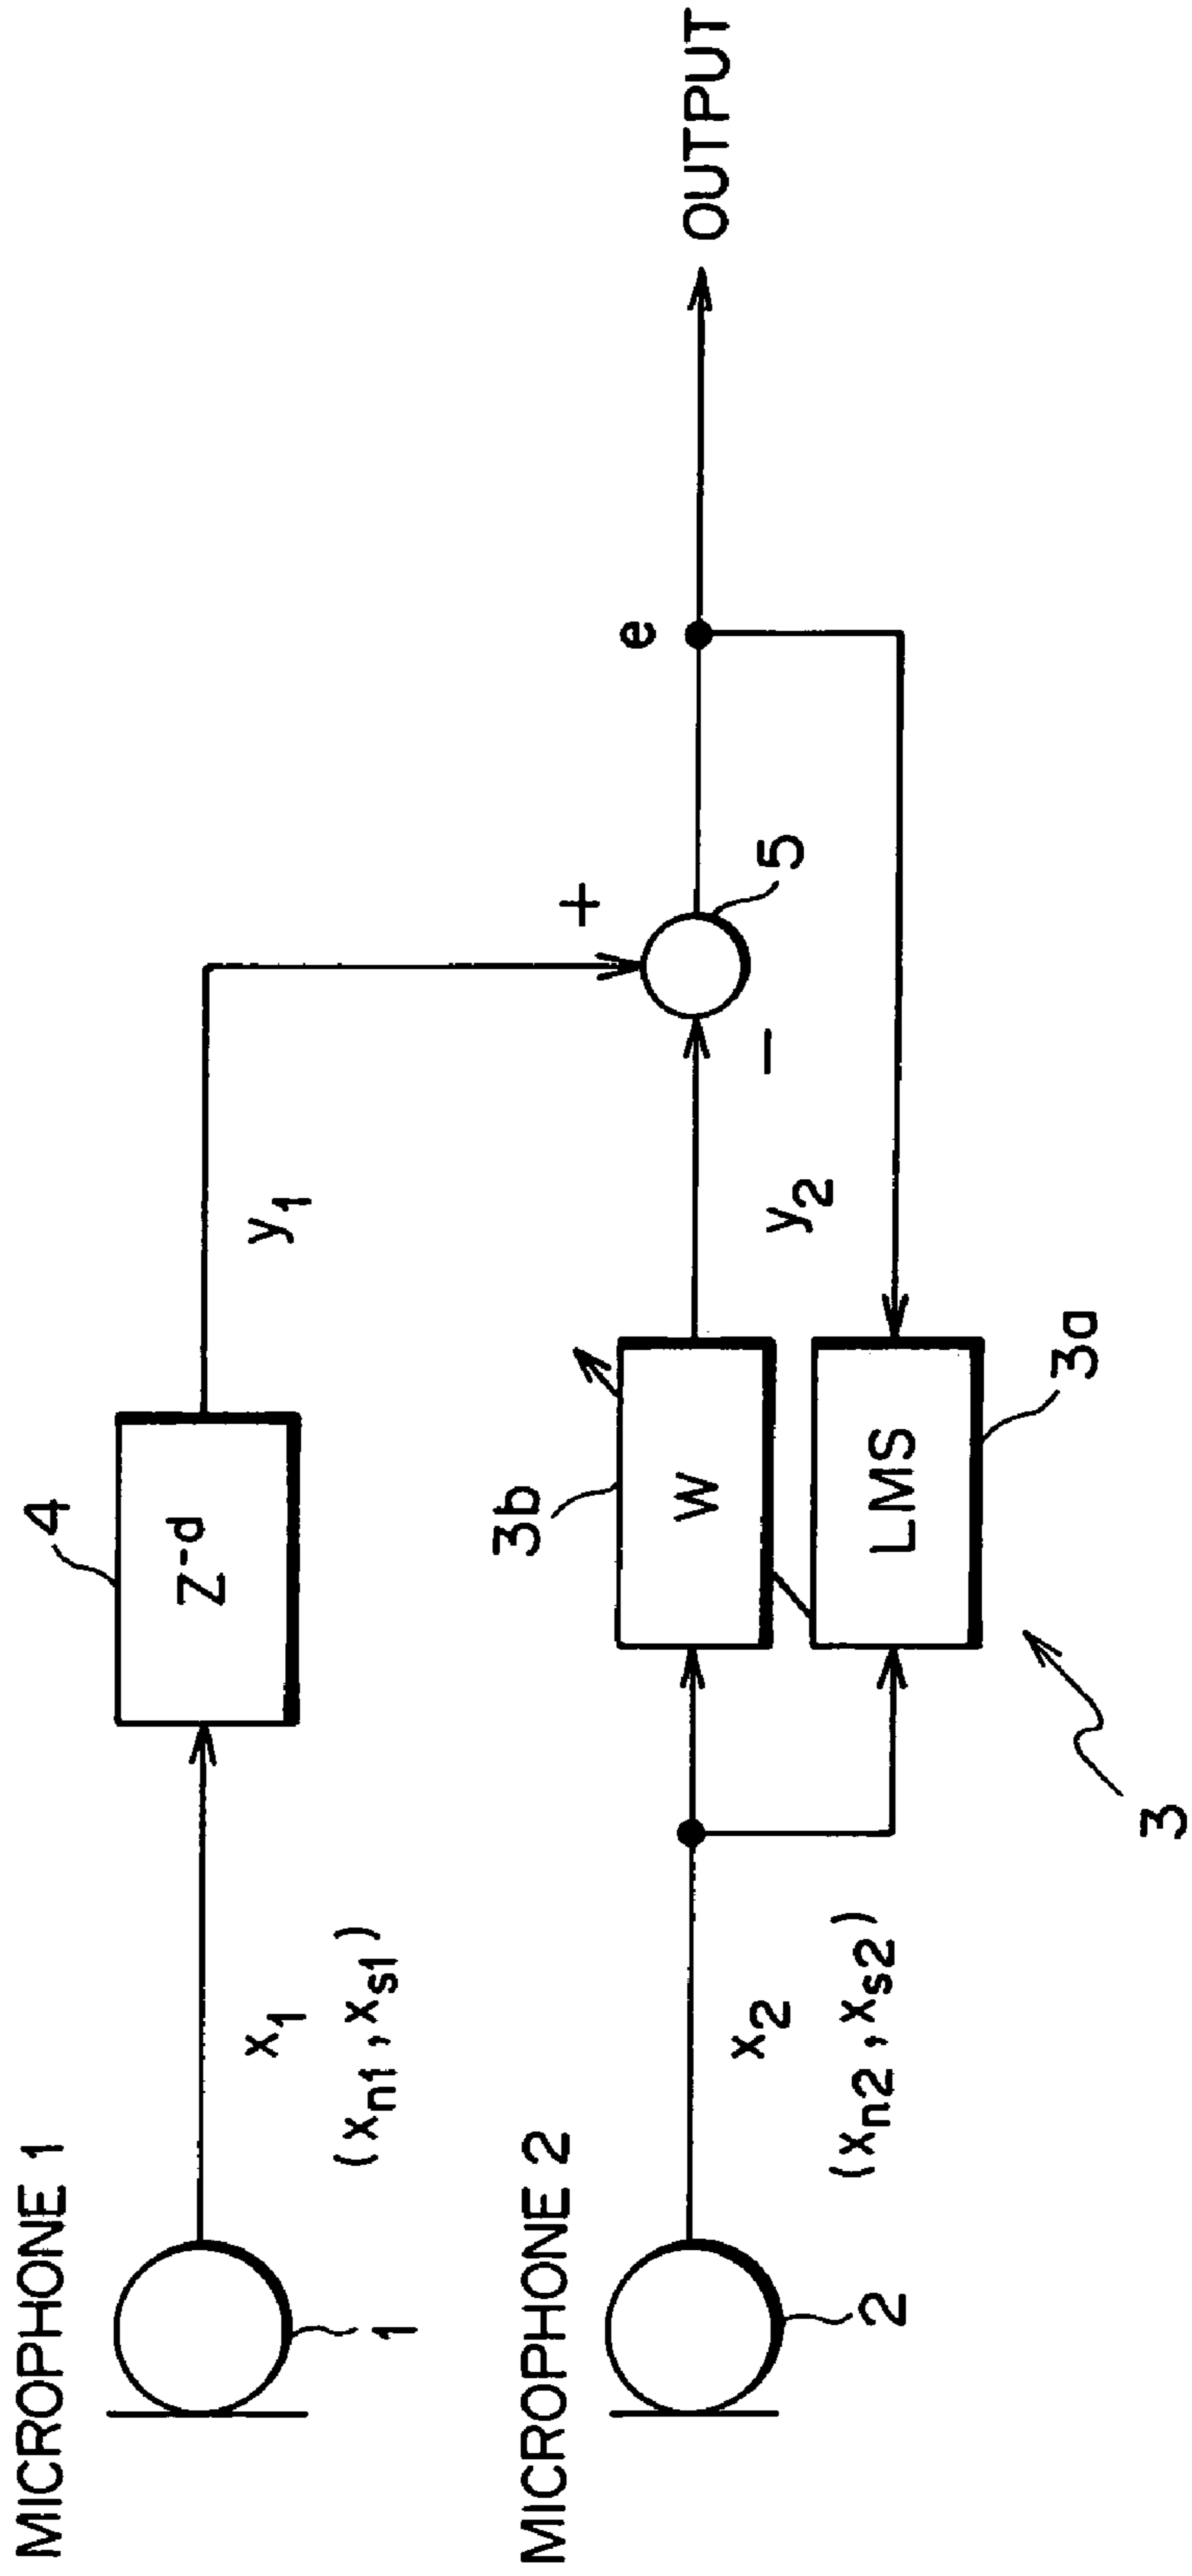 MICROPHONE 1
1
x1
(xn1, xs1)
4
Z-d
y1
+
MICROPHONE 2
2
x2
(xn2, xs2)
3b
W
y2
−
5
e
OUTPUT
LMS
3a
3